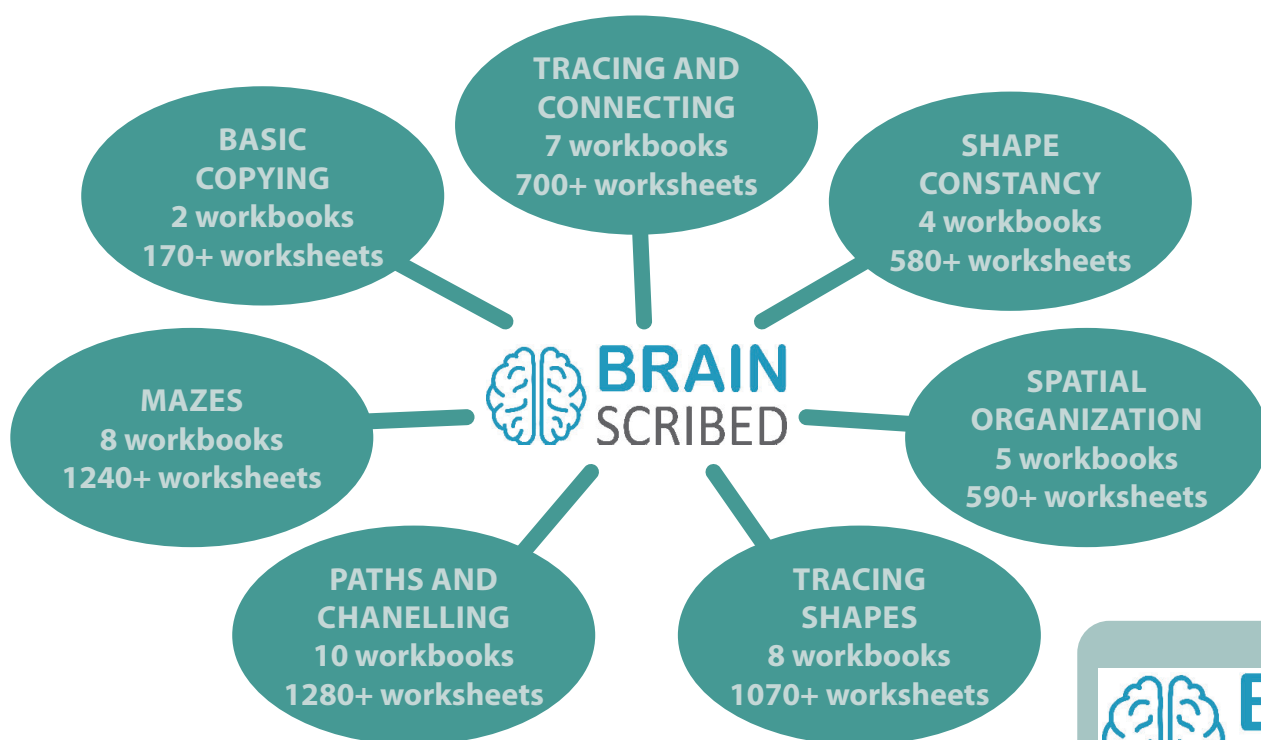 TRACING AND
CONNECTING
7 workbooks
700+ worksheets
BASIC
COPYING
2 workbooks
170+ worksheets
SHAPE
CONSTANCY
4 workbooks
580+ worksheets
BRAIN
SCRIBED
MAZES
8 workbooks
1240+ worksheets
SPATIAL
ORGANIZATION
5 workbooks
590+ worksheets
PATHS AND
CHANELLING
10 workbooks
1280+ worksheets
TRACING
SHAPES
8 workbooks
1070+ worksheets